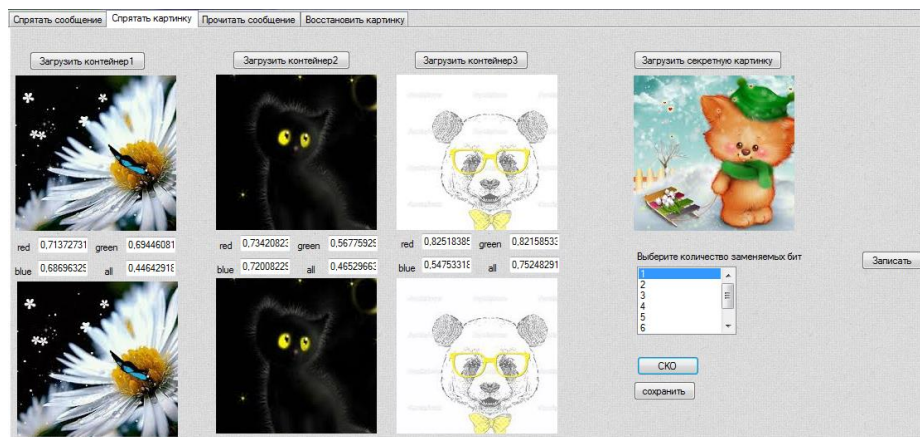 Спрятать сообщение Спрятать картинку Прочитать сообщение Восстановить картинку
Загрузить контейнер1 Загрузить контейнер2 Загрузить контейнер3 Загрузить секретную картинку
red 0,71372731 green 0,69446081 red 0,73420823 green 0,56775929 red 0,82518385 green 0,82158533
blue 0,68696325 all 0,44642918 blue 0,72008229 all 0,46529663 blue 0,54753318 all 0,75248291
Выберите количество заменяемых бит
Записать
1
2
3
4
5
6
СКО
сохранить